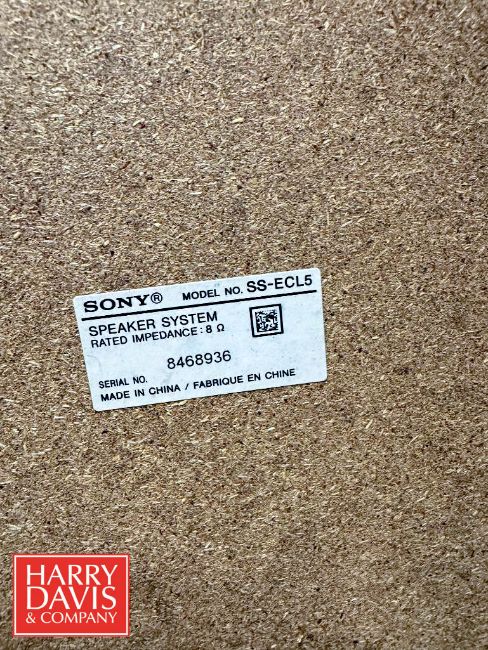 SONY® MODEL NO. SS-ECL5
SPEAKER SYSTEM
RATED IMPEDANCE: 8 Ω
SERIAL NO. 8468936
MADE IN CHINA / FABRIQUE EN CHINE
HARRY
DAVIS
& COMPANY